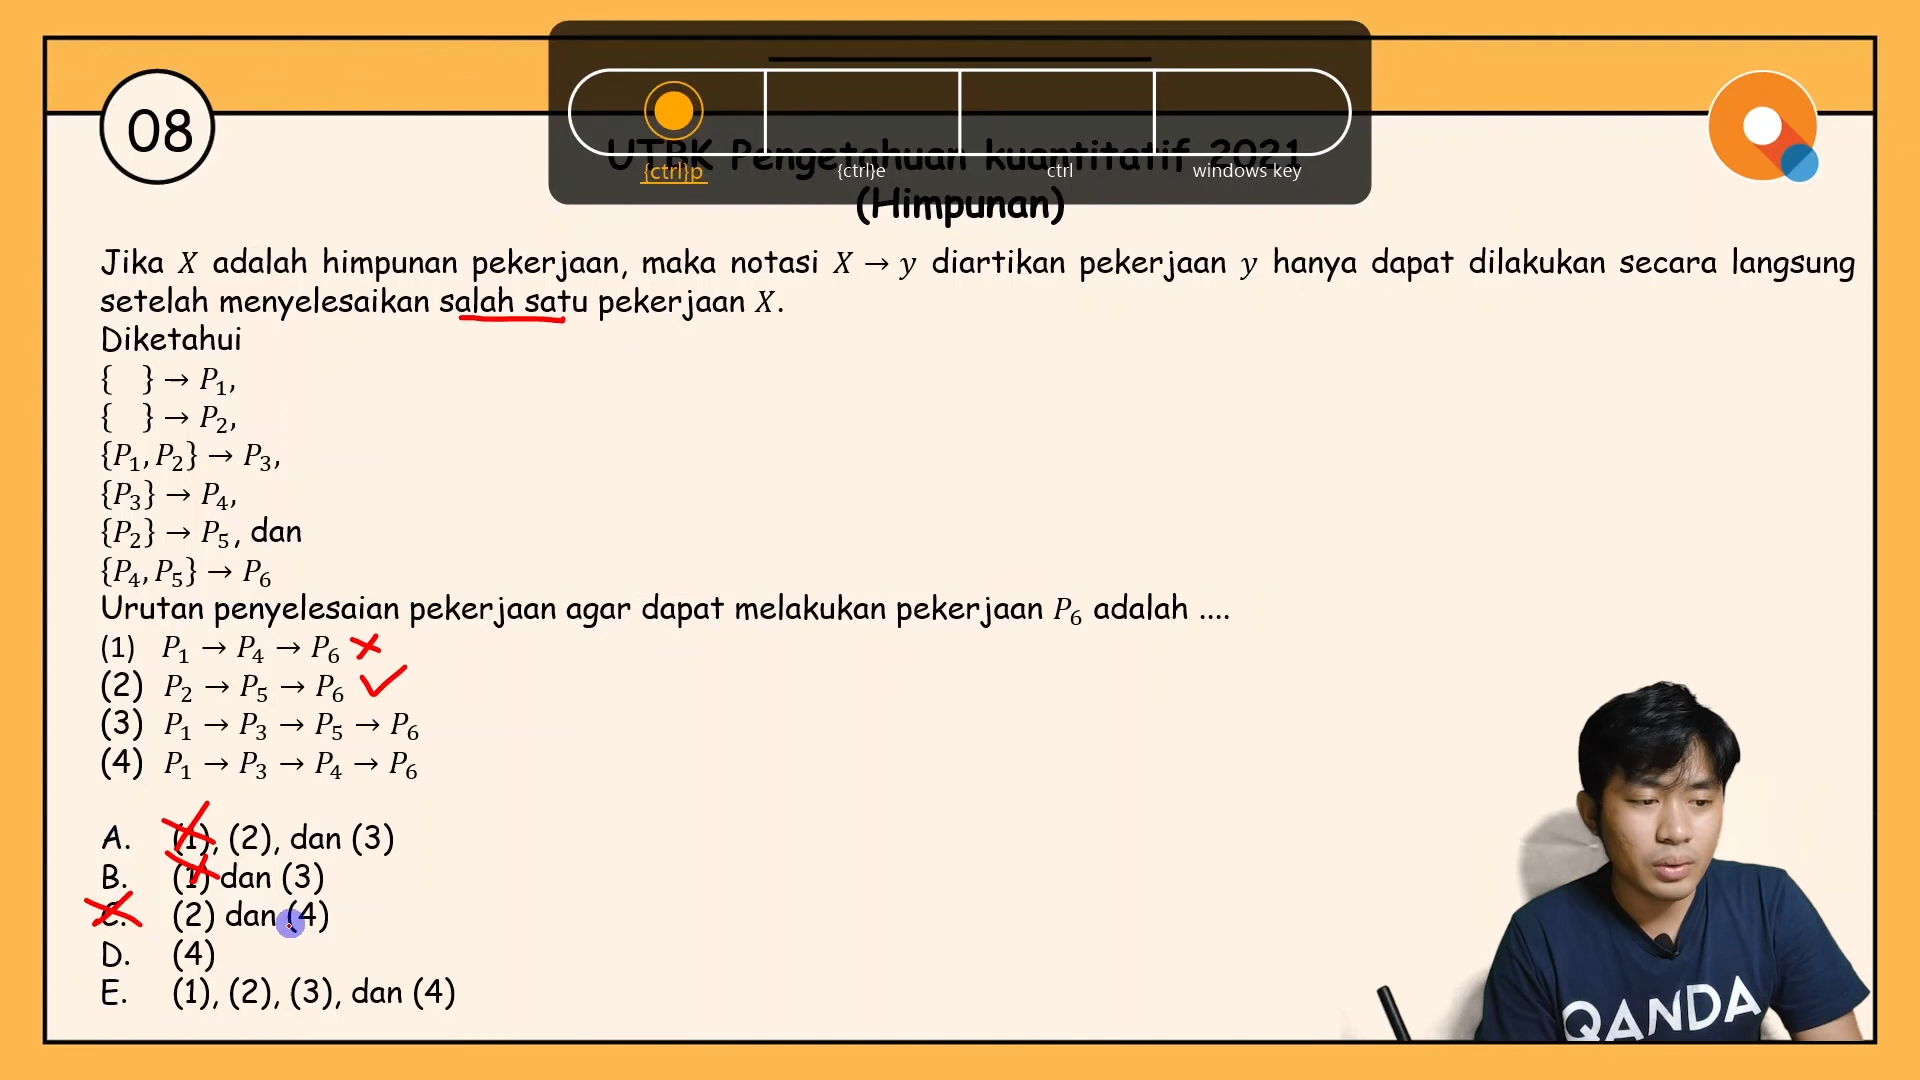 08
{ctrl}p
{ctrl}e
ctrl
windows key
UTBK Pengetahuan kuantitatif 2021
(Himpunan)
Jika X adalah himpunan pekerjaan, maka notasi X → y diartikan pekerjaan y hanya dapat dilakukan secara langsung
setelah menyelesaikan salah satu pekerjaan X.
Diketahui
{ } → P₁,
{ } → P₂,
{P₁, P₂} → P₃,
{P₃} → P₄,
{P₂} → P₅, dan
{P₄, P₅} → P₆
Urutan penyelesaian pekerjaan agar dapat melakukan pekerjaan P₆ adalah ....
(1) P₁ → P₄ → P₆
(2) P₂ → P₅ → P₆
(3) P₁ → P₃ → P₅ → P₆
(4) P₁ → P₃ → P₄ → P₆
A. (1), (2), dan (3)
B. (1) dan (3)
C. (2) dan (4)
D. (4)
E. (1), (2), (3), dan (4)
QANDA